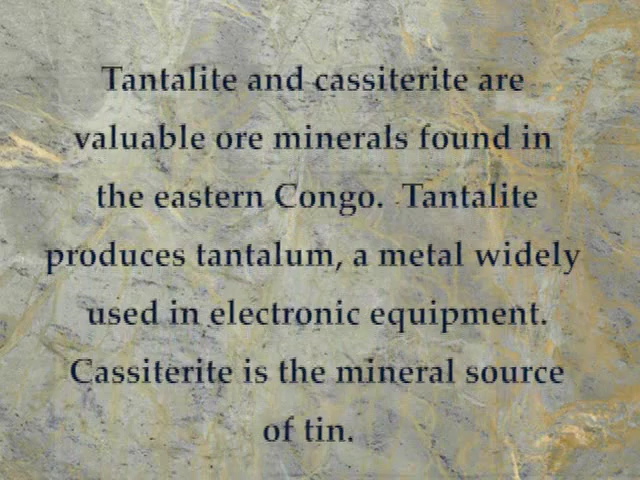 Tantalite and cassiterite are
valuable ore minerals found in
the eastern Congo. Tantalite
produces tantalum, a metal widely
used in electronic equipment.
Cassiterite is the mineral source
of tin.